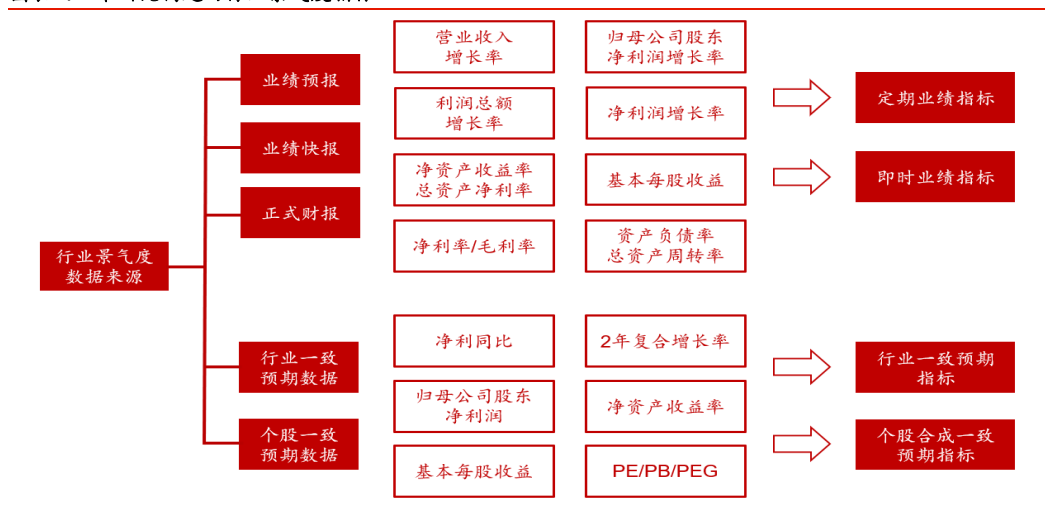 业绩预报
业绩快报
正式财报
行业景气度
数据来源
行业一致
预期数据
个股一致
预期数据
营业收入
增长率
归母公司股东
净利润增长率
利润总额
增长率
净利润增长率
净资产收益率
总资产净利率
基本每股收益
净利率/毛利率
资产负债率
总资产周转率
净利同比
2年复合增长率
归母公司股东
净利润
净资产收益率
基本每股收益
PE/PB/PEG
定期业绩指标
即时业绩指标
行业一致预期
指标
个股合成一致
预期指标